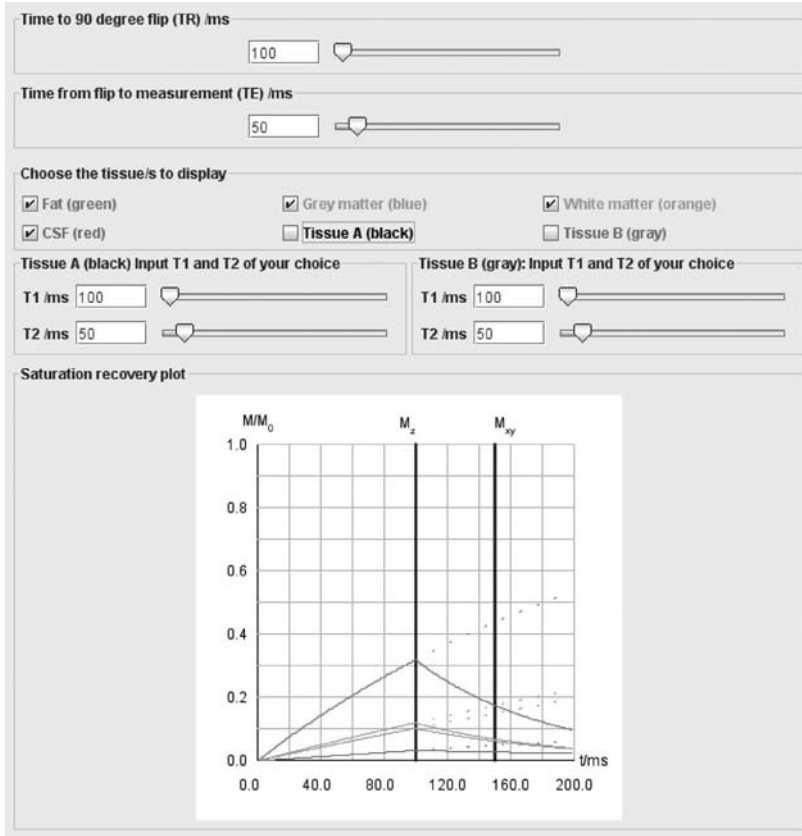 Time to 90 degree flip (TR) /ms
100
Time from flip to measurement (TE) /ms
50
Choose the tissue/s to display
Fat (green) Grey matter (blue) White matter (orange)
CSF (red) Tissue A (black) Tissue B (gray)
Tissue A (black) Input T1 and T2 of your choice Tissue B (gray): Input T1 and T2 of your choice
T1 /ms 100 T1 /ms 100
T2 /ms 50 T2 /ms 50
Saturation recovery plot
M/M0 Mz Mxy
1.0
0.8
0.6
0.4
0.2
0.0 t/ms
0.0 40.0 80.0 120.0 160.0 200.0